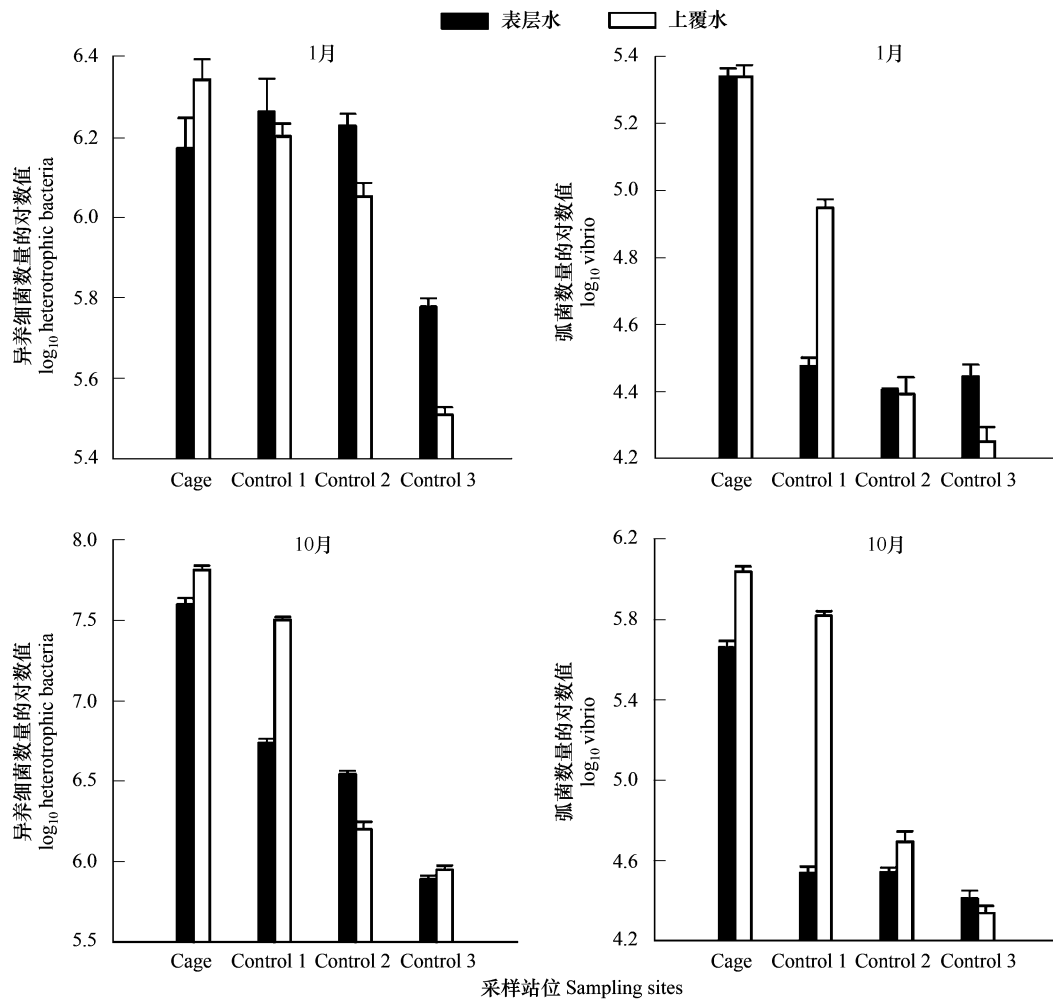 表层水 上覆水
1月
异养细菌数量的对数值
log10 heterotrophic bacteria
6.4
6.2
6.0
5.8
5.6
5.4
Cage Control 1 Control 2 Control 3
1月
弧菌数量的对数值
log10 vibrio
5.4
5.2
5.0
4.8
4.6
4.4
4.2
Cage Control 1 Control 2 Control 3
10月
异养细菌数量的对数值
log10 heterotrophic bacteria
8.0
7.5
7.0
6.5
6.0
5.5
Cage Control 1 Control 2 Control 3
10月
弧菌数量的对数值
log10 vibrio
6.2
5.8
5.4
5.0
4.6
4.2
Cage Control 1 Control 2 Control 3
采样站位 Sampling sites